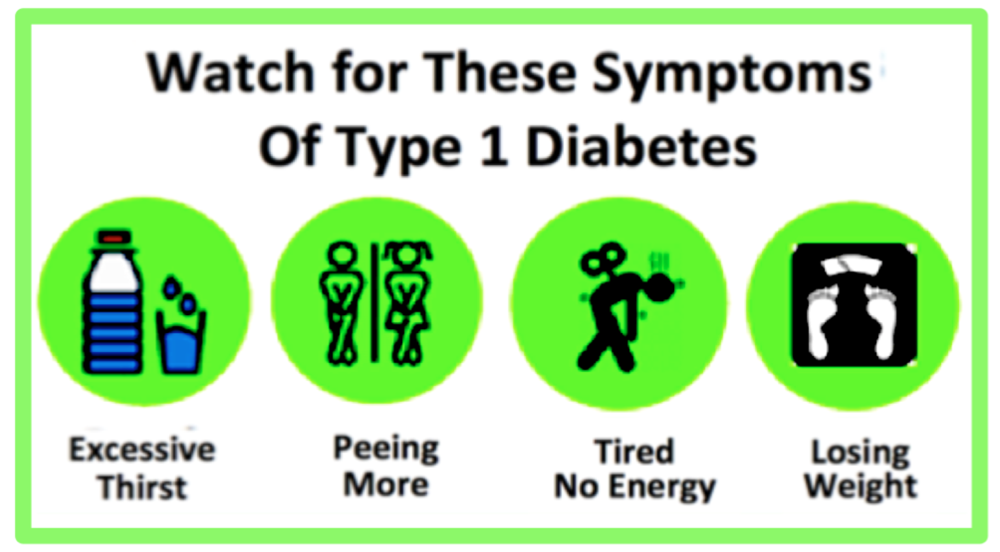 Watch for These Symptoms
Of Type 1 Diabetes
Excessive
Thirst
Peeing
More
Tired
No Energy
Losing
Weight